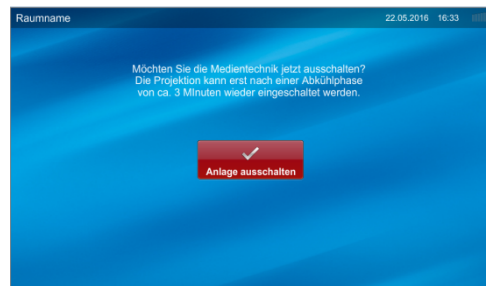 Raumname 22.05.2016 16:33
Möchten Sie die Medientechnik jetzt ausschalten?
Die Projektion kann erst nach einer Abkühlphase
von ca. 3 MInuten wieder eingeschaltet werden.
Anlage ausschalten